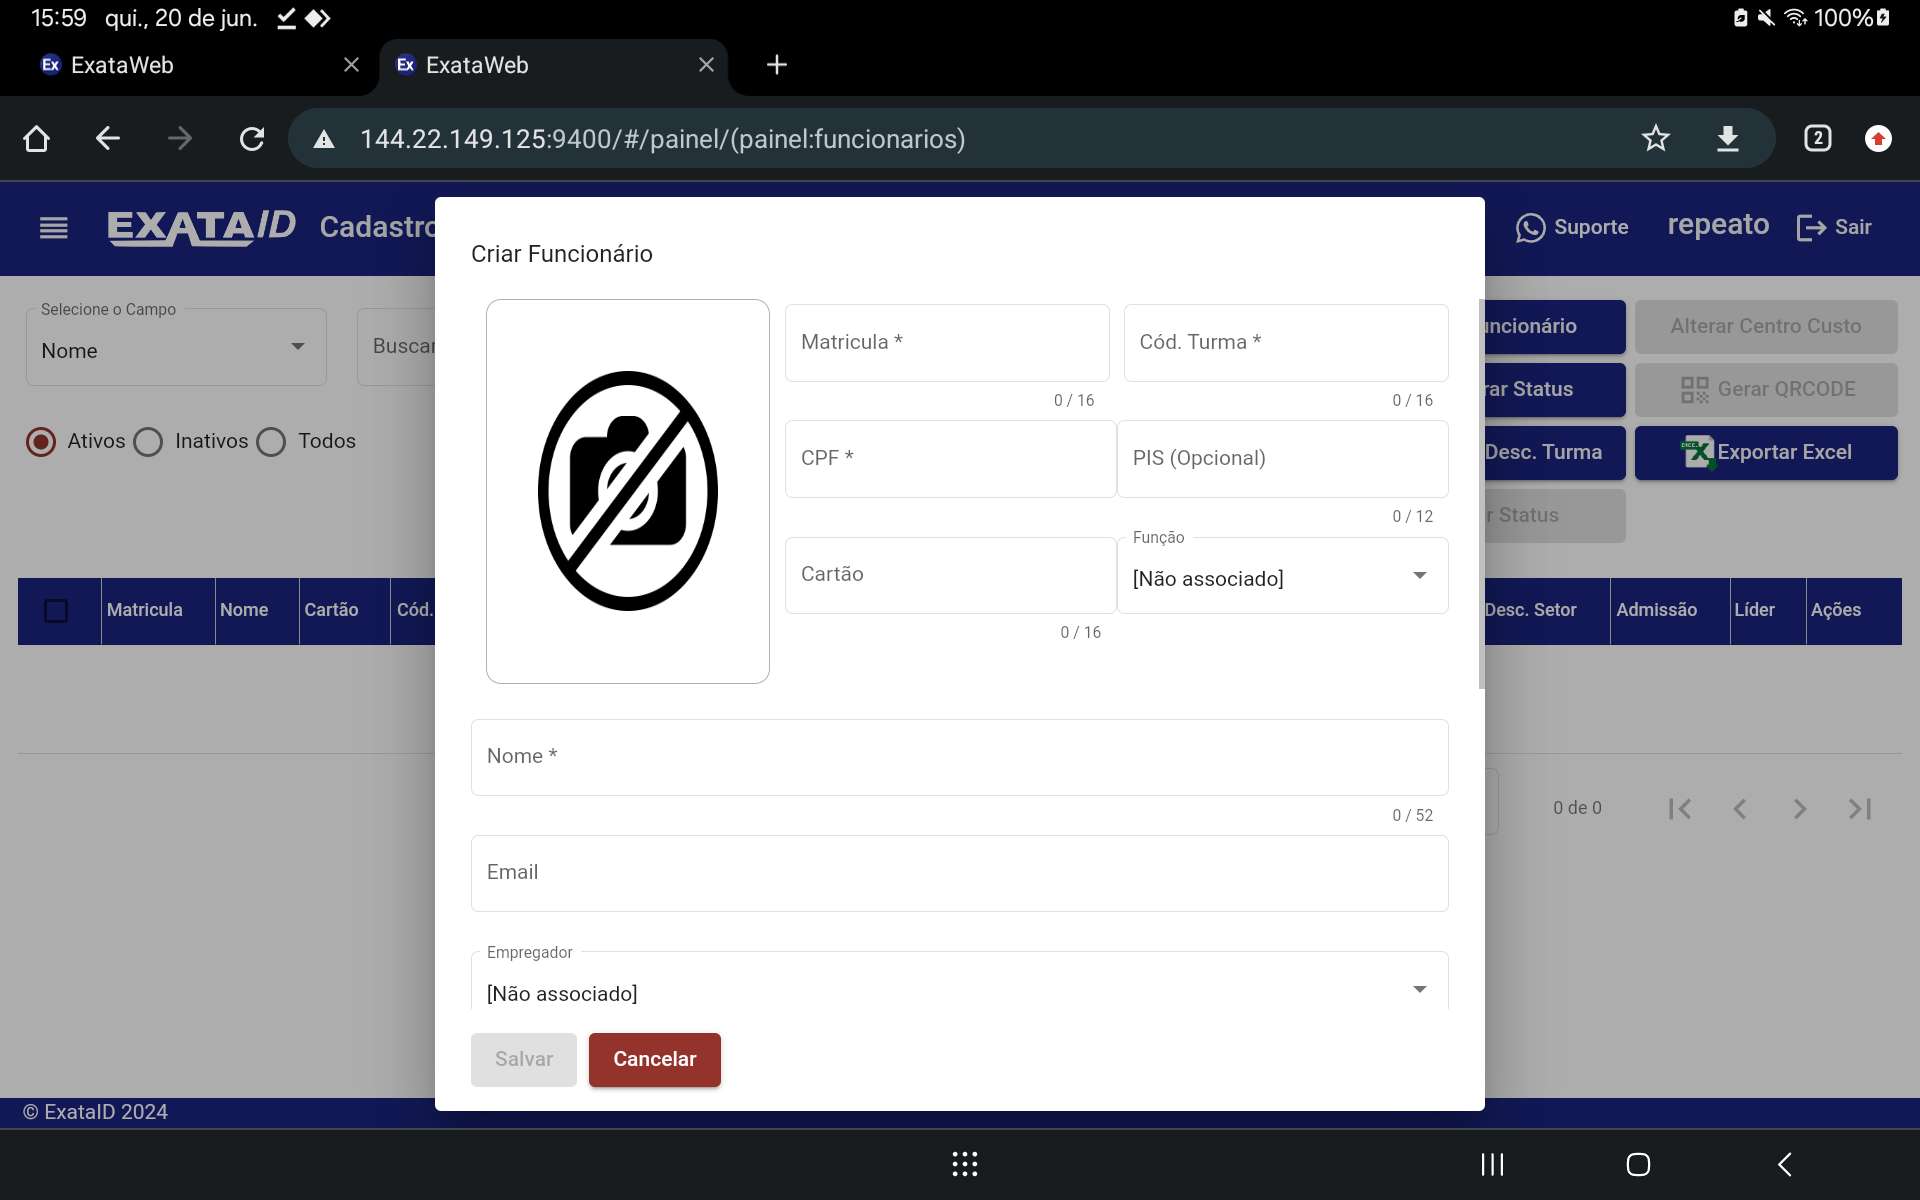 15:59 qui., 20 de jun. 100%
Ex ExataWeb Ex ExataWeb
144.22.149.125:9400/#/painel/(painel:funcionarios) 2
EXATAID Cadastro Suporte repeato Sair
Criar Funcionário
Selecione o Campo
Nome
Buscar
Ativos Inativos Todos
uncionário Alterar Centro Custo
rar Status Gerar QRCODE
Desc. Turma Exportar Excel
r Status
Matricula Nome Cartão Cód. Desc. Setor Admissão Líder Ações
0 de 0
Matricula * Cód. Turma *
0 / 16 0 / 16
CPF * PIS (Opcional)
0 / 12
Cartão Função
[Não associado]
0 / 16
Nome *
0 / 52
Email
Empregador
[Não associado]
Salvar Cancelar
© ExataID 2024